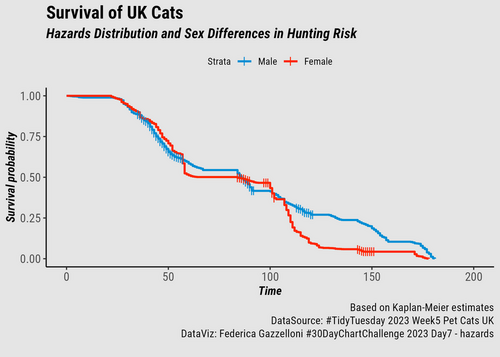 Survival of UK Cats
Hazards Distribution and Sex Differences in Hunting Risk
Strata Male Female
Survival probability
1.00
0.75
0.50
0.25
0.00
0 50 100 150 200
Time
Based on Kaplan-Meier estimates
DataSource: #TidyTuesday 2023 Week5 Pet Cats UK
DataViz: Federica Gazzelloni #30DayChartChallenge 2023 Day7 - hazards